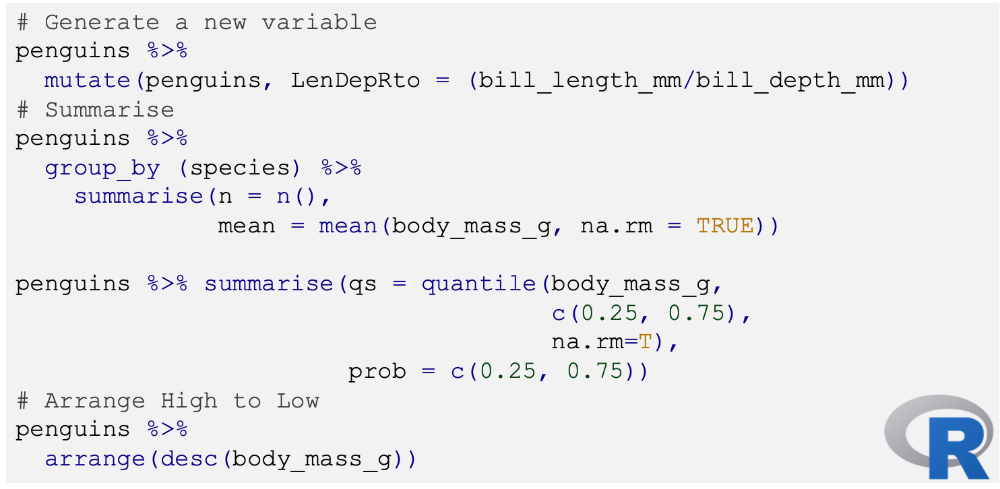 # Generate a new variable
penguins %>%
  mutate(penguins, LenDepRto = (bill_length_mm/bill_depth_mm))
# Summarise
penguins %>%
  group_by (species) %>%
    summarise(n = n(),
              mean = mean(body_mass_g, na.rm = TRUE))

penguins %>% summarise(qs = quantile(body_mass_g,
                                     c(0.25, 0.75),
                                     na.rm=T),
                       prob = c(0.25, 0.75))
# Arrange High to Low
penguins %>%
  arrange(desc(body_mass_g))
R